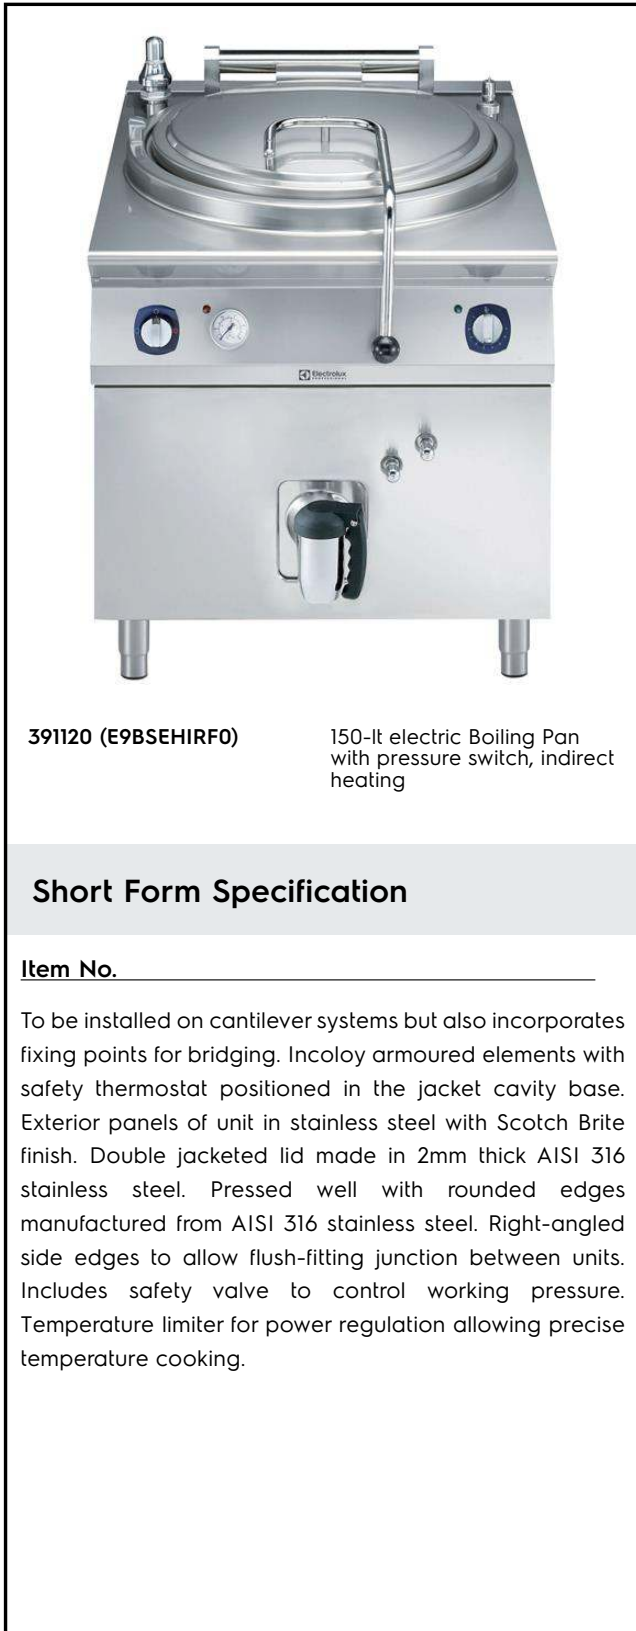 Electrolux
PROFESSIONAL
391120 (E9BSEHIRF0)
150-lt electric Boiling Pan
with pressure switch, indirect
heating
Short Form Specification
Item No.
To be installed on cantilever systems but also incorporates
fixing points for bridging. Incoloy armoured elements with
safety thermostat positioned in the jacket cavity base.
Exterior panels of unit in stainless steel with Scotch Brite
finish. Double jacketed lid made in 2mm thick AISI 316
stainless steel. Pressed well with rounded edges
manufactured from AISI 316 stainless steel. Right-angled
side edges to allow flush-fitting junction between units.
Includes safety valve to control working pressure.
Temperature limiter for power regulation allowing precise
temperature cooking.